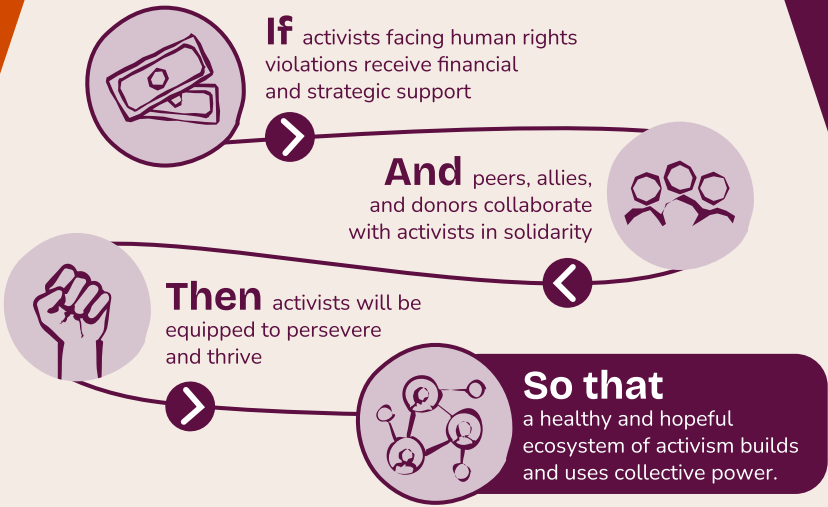 If activists facing human rights
violations receive financial
and strategic support
And peers, allies,
and donors collaborate
with activists in solidarity
Then activists will be
equipped to persevere
and thrive
So that
a healthy and hopeful
ecosystem of activism builds
and uses collective power.